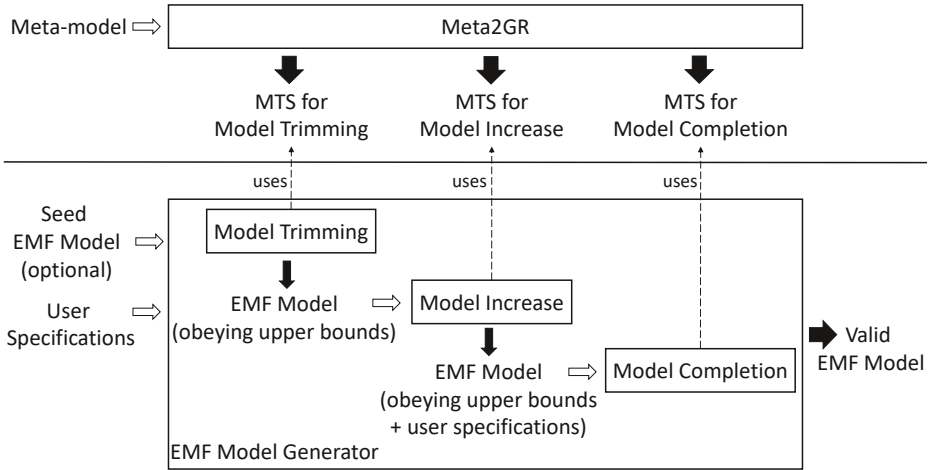 Meta-model
Meta2GR
MTS for
Model Trimming
MTS for
Model Increase
MTS for
Model Completion
uses
uses
uses
Seed
EMF Model
(optional)
User
Specifications
Model Trimming
EMF Model
(obeying upper bounds)
Model Increase
EMF Model
(obeying upper bounds
+ user specifications)
Model Completion
Valid
EMF Model
EMF Model Generator